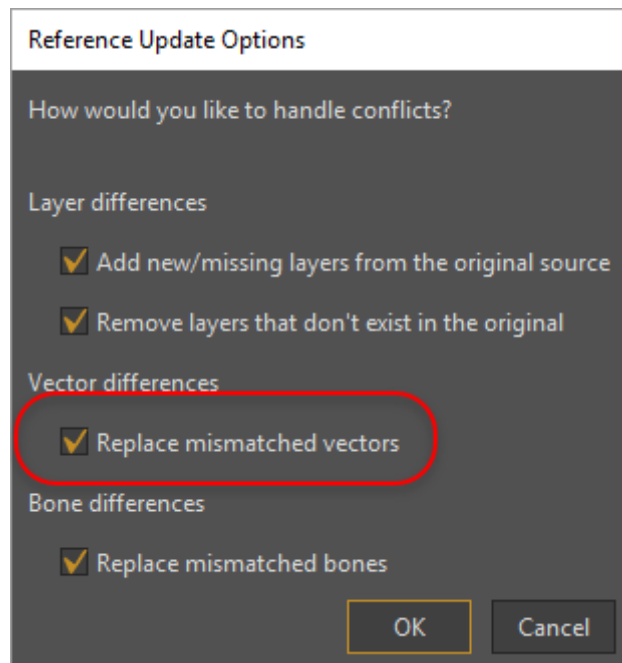 Reference Update Options
How would you like to handle conflicts?
Layer differences
Add new/missing layers from the original source
Remove layers that don't exist in the original
Vector differences
Replace mismatched vectors
Bone differences
Replace mismatched bones
OK
Cancel